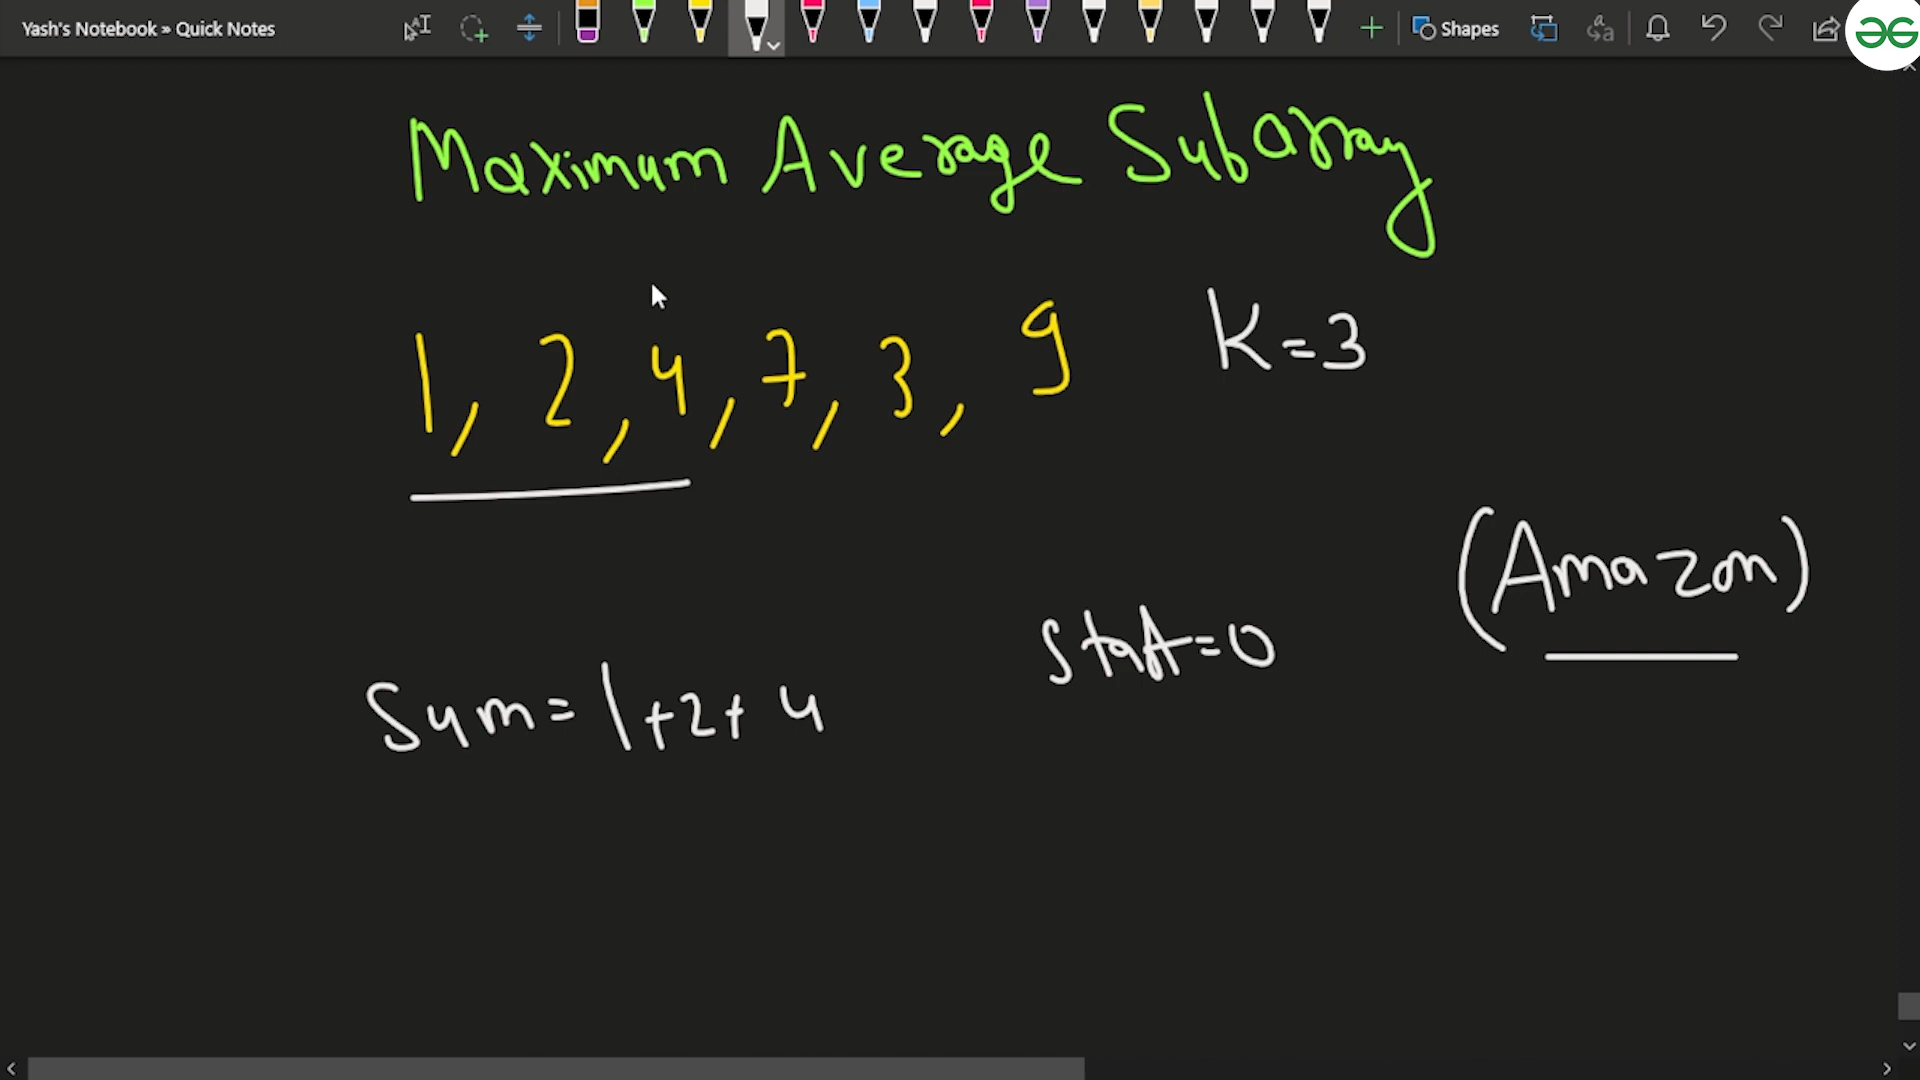 Yash's Notebook » Quick Notes
Shapes
Maximum Average Subarray
1, 2, 4, 7, 3, 9
K=3
(Amazon)
Start=0
Sum=1+2+4